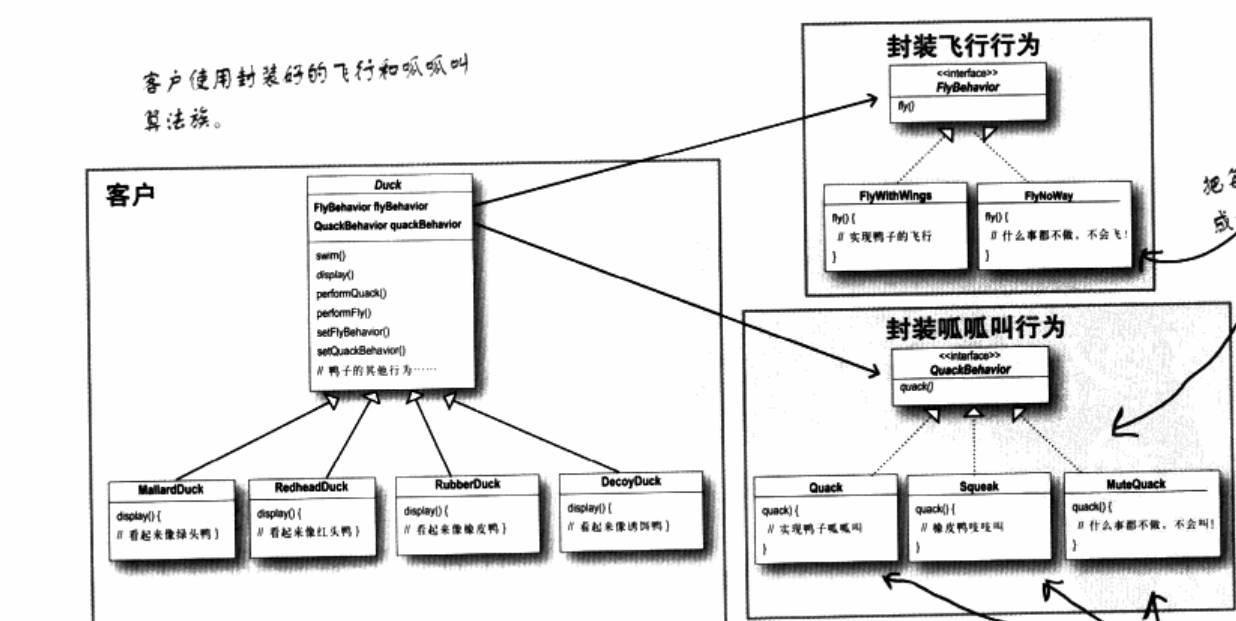 客户使用封装好的飞行和呱呱叫
算法族。
客户
Duck
FlyBehavior flyBehavior
QuackBehavior quackBehavior
swim()
display()
performQuack()
performFly()
setFlyBehavior()
setQuackBehavior()
// 鸭子的其他行为……
MallardDuck
display() {
// 看起来像绿头鸭 }
RedheadDuck
display() {
// 看起来像红头鸭 }
RubberDuck
display() {
// 看起来像橡皮鸭 }
DecoyDuck
display() {
// 看起来像诱饵鸭 }
封装飞行行为
<<interface>>
FlyBehavior
fly()
FlyWithWings
fly() {
// 实现鸭子的飞行
}
FlyNoWay
fly() {
// 什么事都不做，不会飞！
}
把
成
封装呱呱叫行为
<<interface>>
QuackBehavior
quack()
Quack
quack) {
// 实现鸭子呱呱叫
}
Squeak
quack() {
// 橡皮鸭吱吱叫
}
MuteQuack
quack() {
// 什么事都不做，不会叫！
}